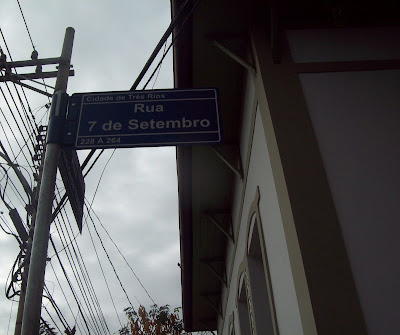 Cidade de Três Rios
Rua
7 de Setembro
228 A 264